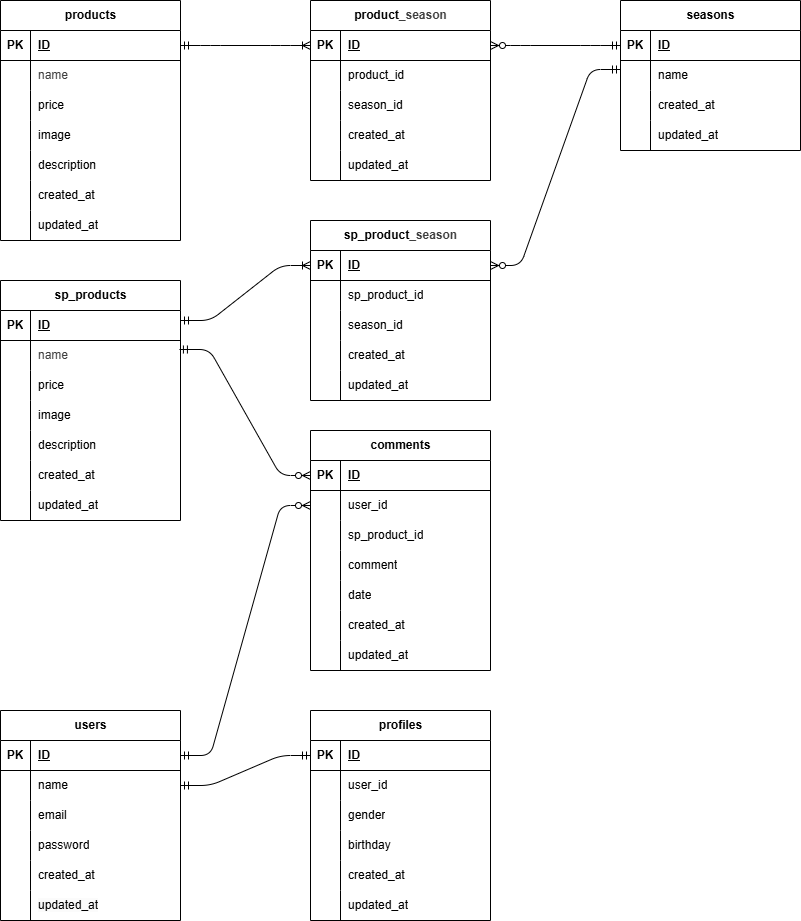 products
PK ID
name
price
image
description
created_at
updated_at
product_season
PK ID
product_id
season_id
created_at
updated_at
seasons
PK ID
name
created_at
updated_at
sp_product_season
PK ID
sp_product_id
season_id
created_at
updated_at
sp_products
PK ID
name
price
image
description
created_at
updated_at
comments
PK ID
user_id
sp_product_id
comment
date
created_at
updated_at
users
PK ID
name
email
password
created_at
updated_at
profiles
PK ID
user_id
gender
birthday
created_at
updated_at